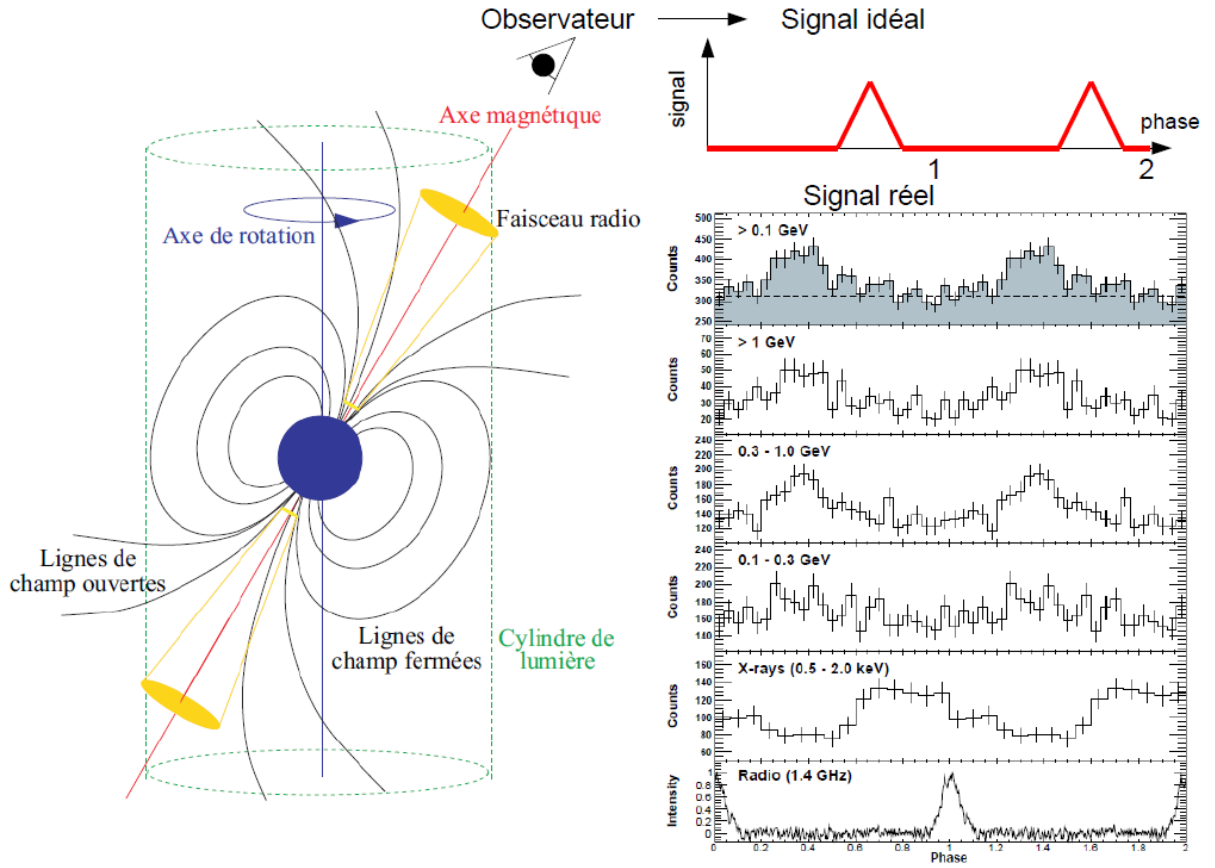 Observateur
Signal idéal
signal
phase
1
2
Axe magnétique
Faisceau radio
Axe de rotation
Lignes de
champ ouvertes
Lignes de
champ fermées
Cylindre de
lumière
Signal réel
> 0.1 GeV
Counts
500
450
400
350
300
250
> 1 GeV
Counts
70
60
50
40
30
20
0.3 - 1.0 GeV
Counts
240
220
200
180
160
140
120
0.1 - 0.3 GeV
Counts
240
220
200
180
160
140
X-rays (0.5 - 2.0 keV)
Counts
160
140
120
100
80
60
Radio (1.4 GHz)
Intensity
1
0.8
0.6
0.4
0.2
0
0 0.2 0.4 0.6 0.8 1 1.2 1.4 1.6 1.8 2
Phase